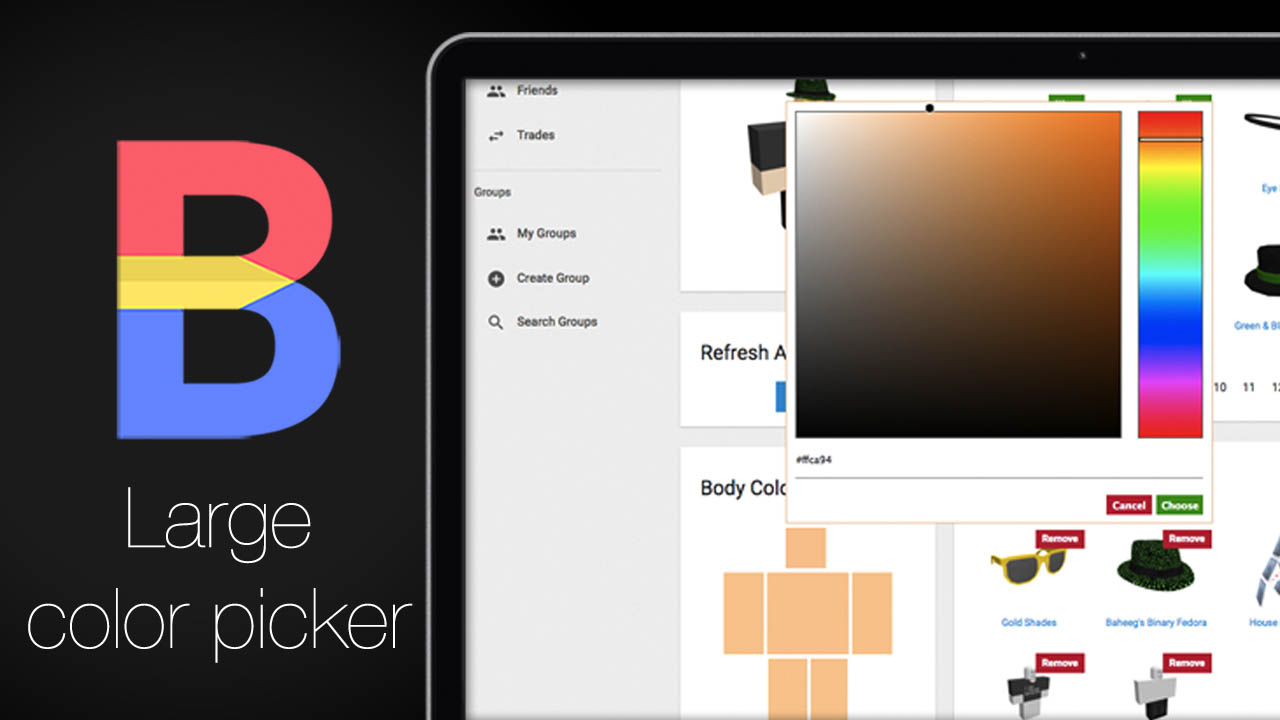 B
Large
color picker
Friends
Trades
Groups
My Groups
Create Group
Search Groups
Refresh A
Body Colo
#ffca94
Cancel
Choose
Eye
Green & Bl
10 11
Remove
Remove
Gold Shades
Baheeg's Binary Fedora
House
Remove
Remove